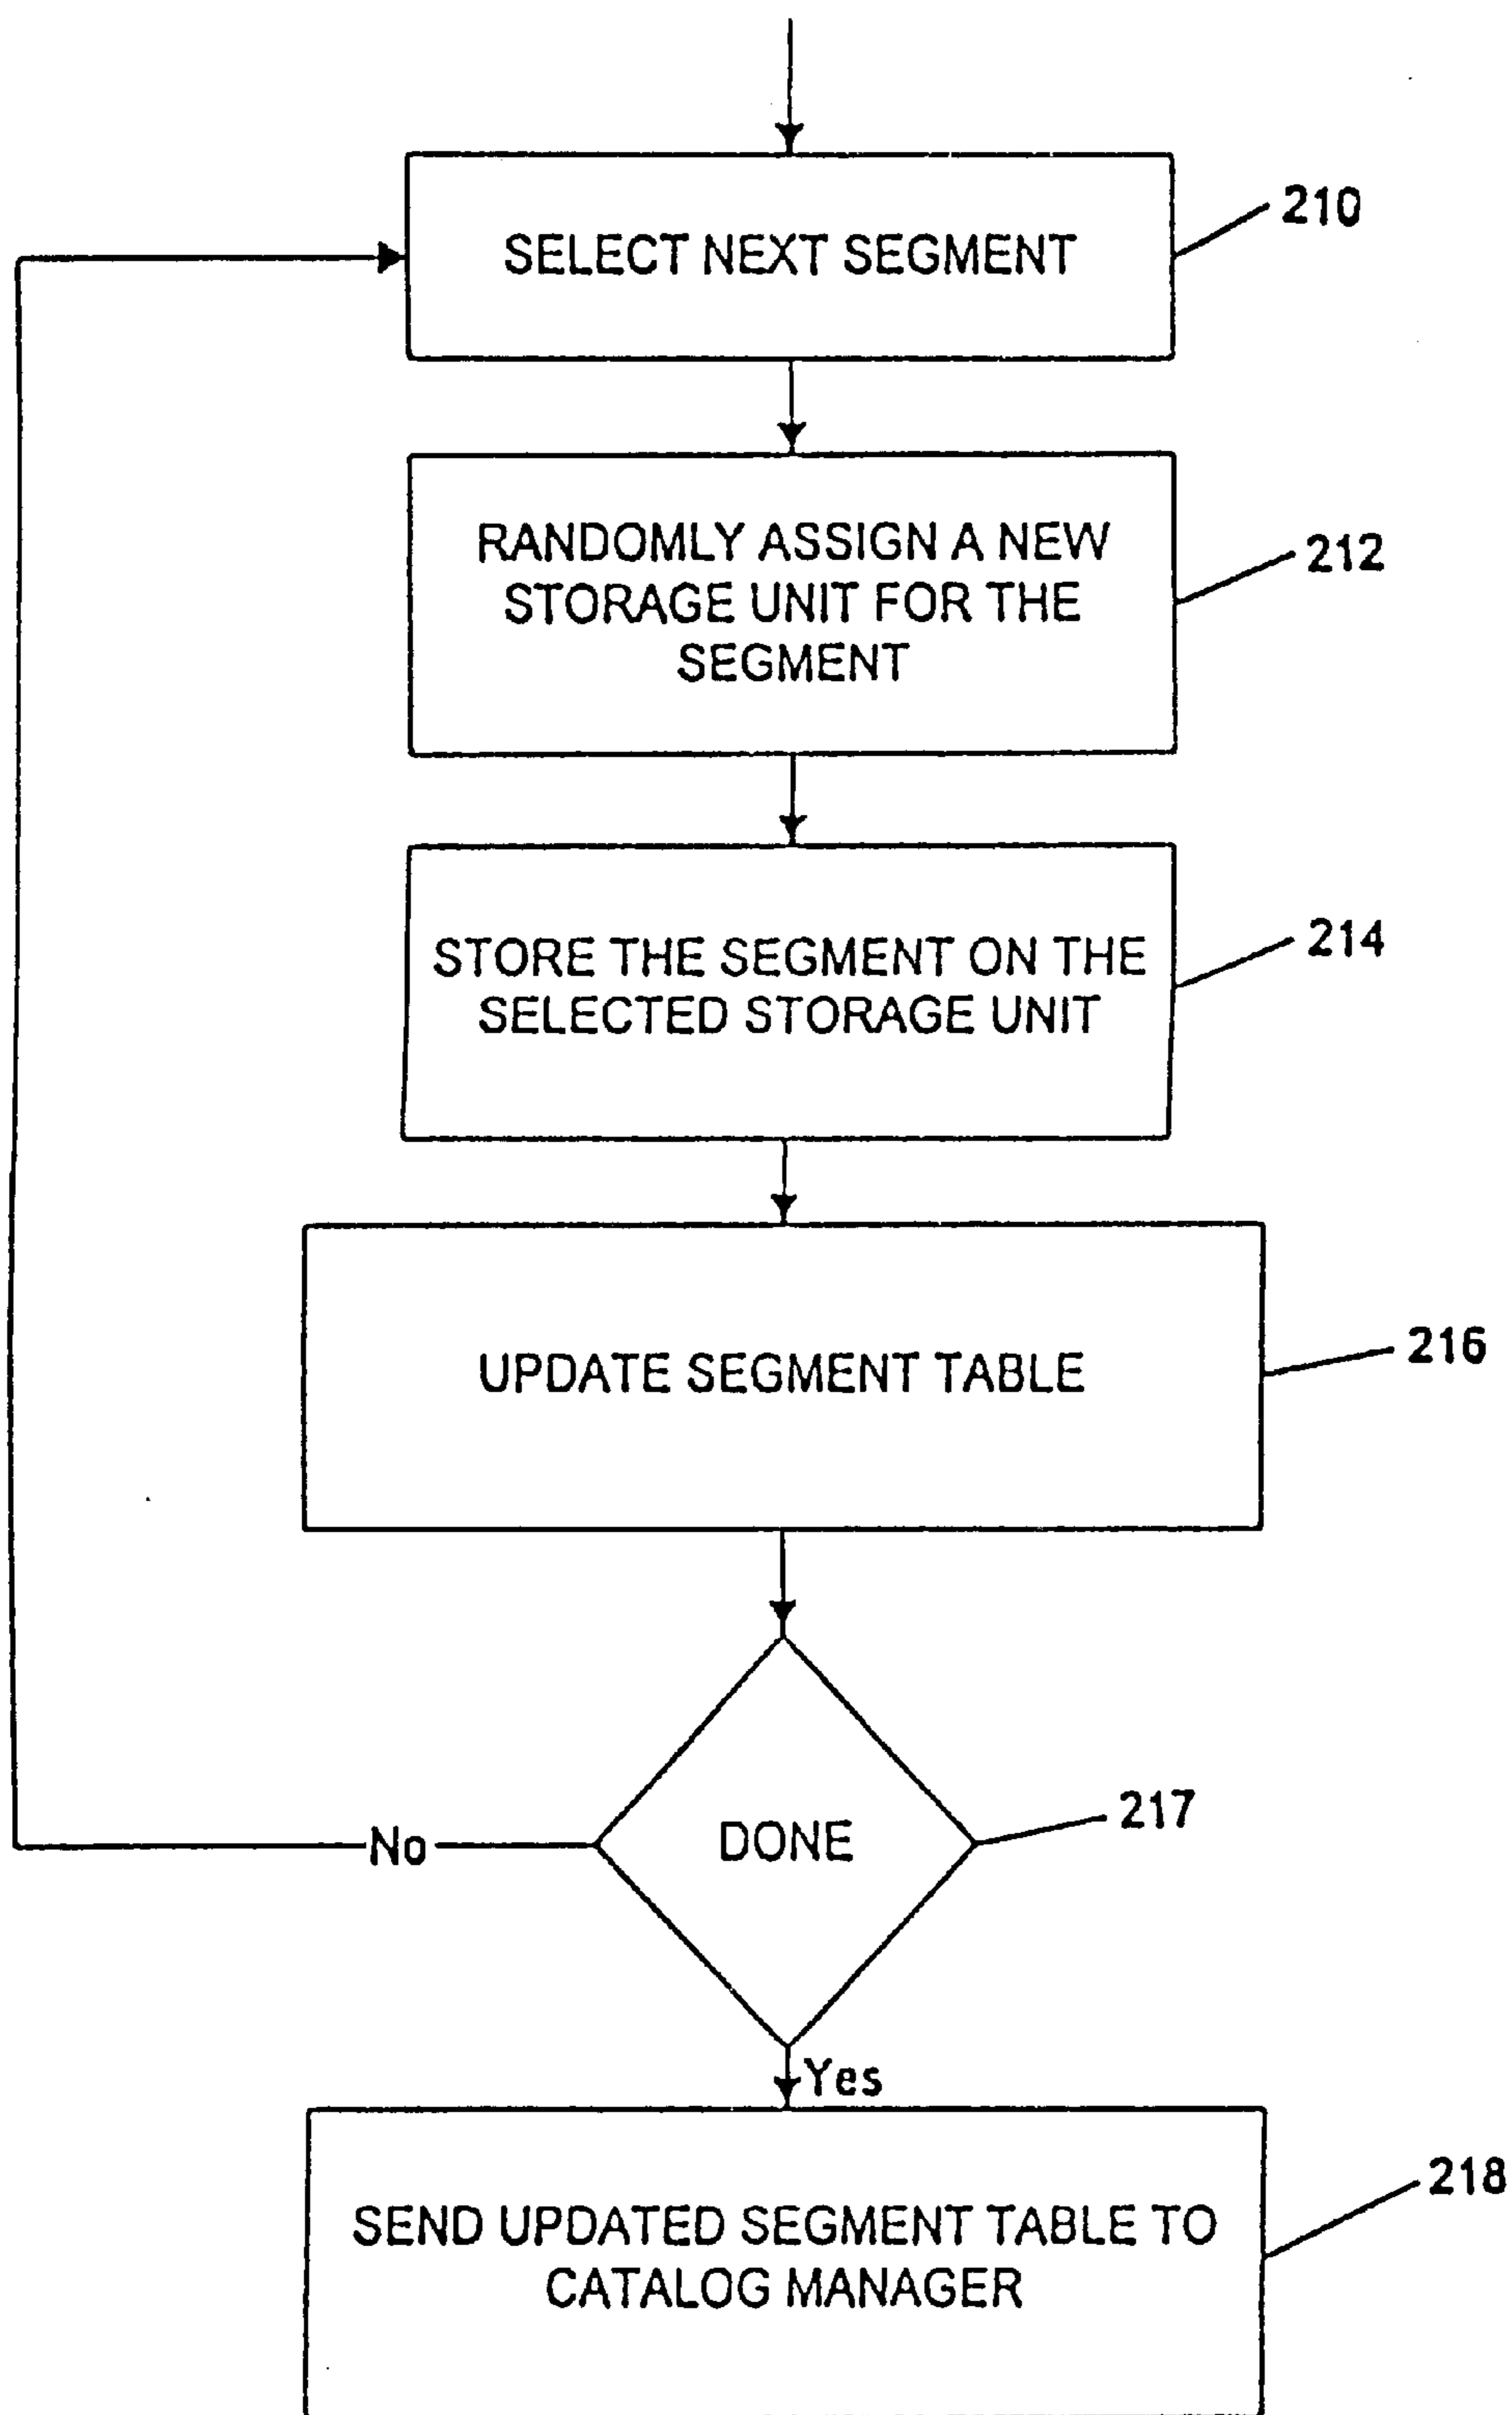 SELECT NEXT SEGMENT
210
RANDOMLY ASSIGN A NEW
STORAGE UNIT FOR THE
SEGMENT
212
STORE THE SEGMENT ON THE
SELECTED STORAGE UNIT
214
UPDATE SEGMENT TABLE
216
DONE
217
No
Yes
SEND UPDATED SEGMENT TABLE TO
CATALOG MANAGER
218